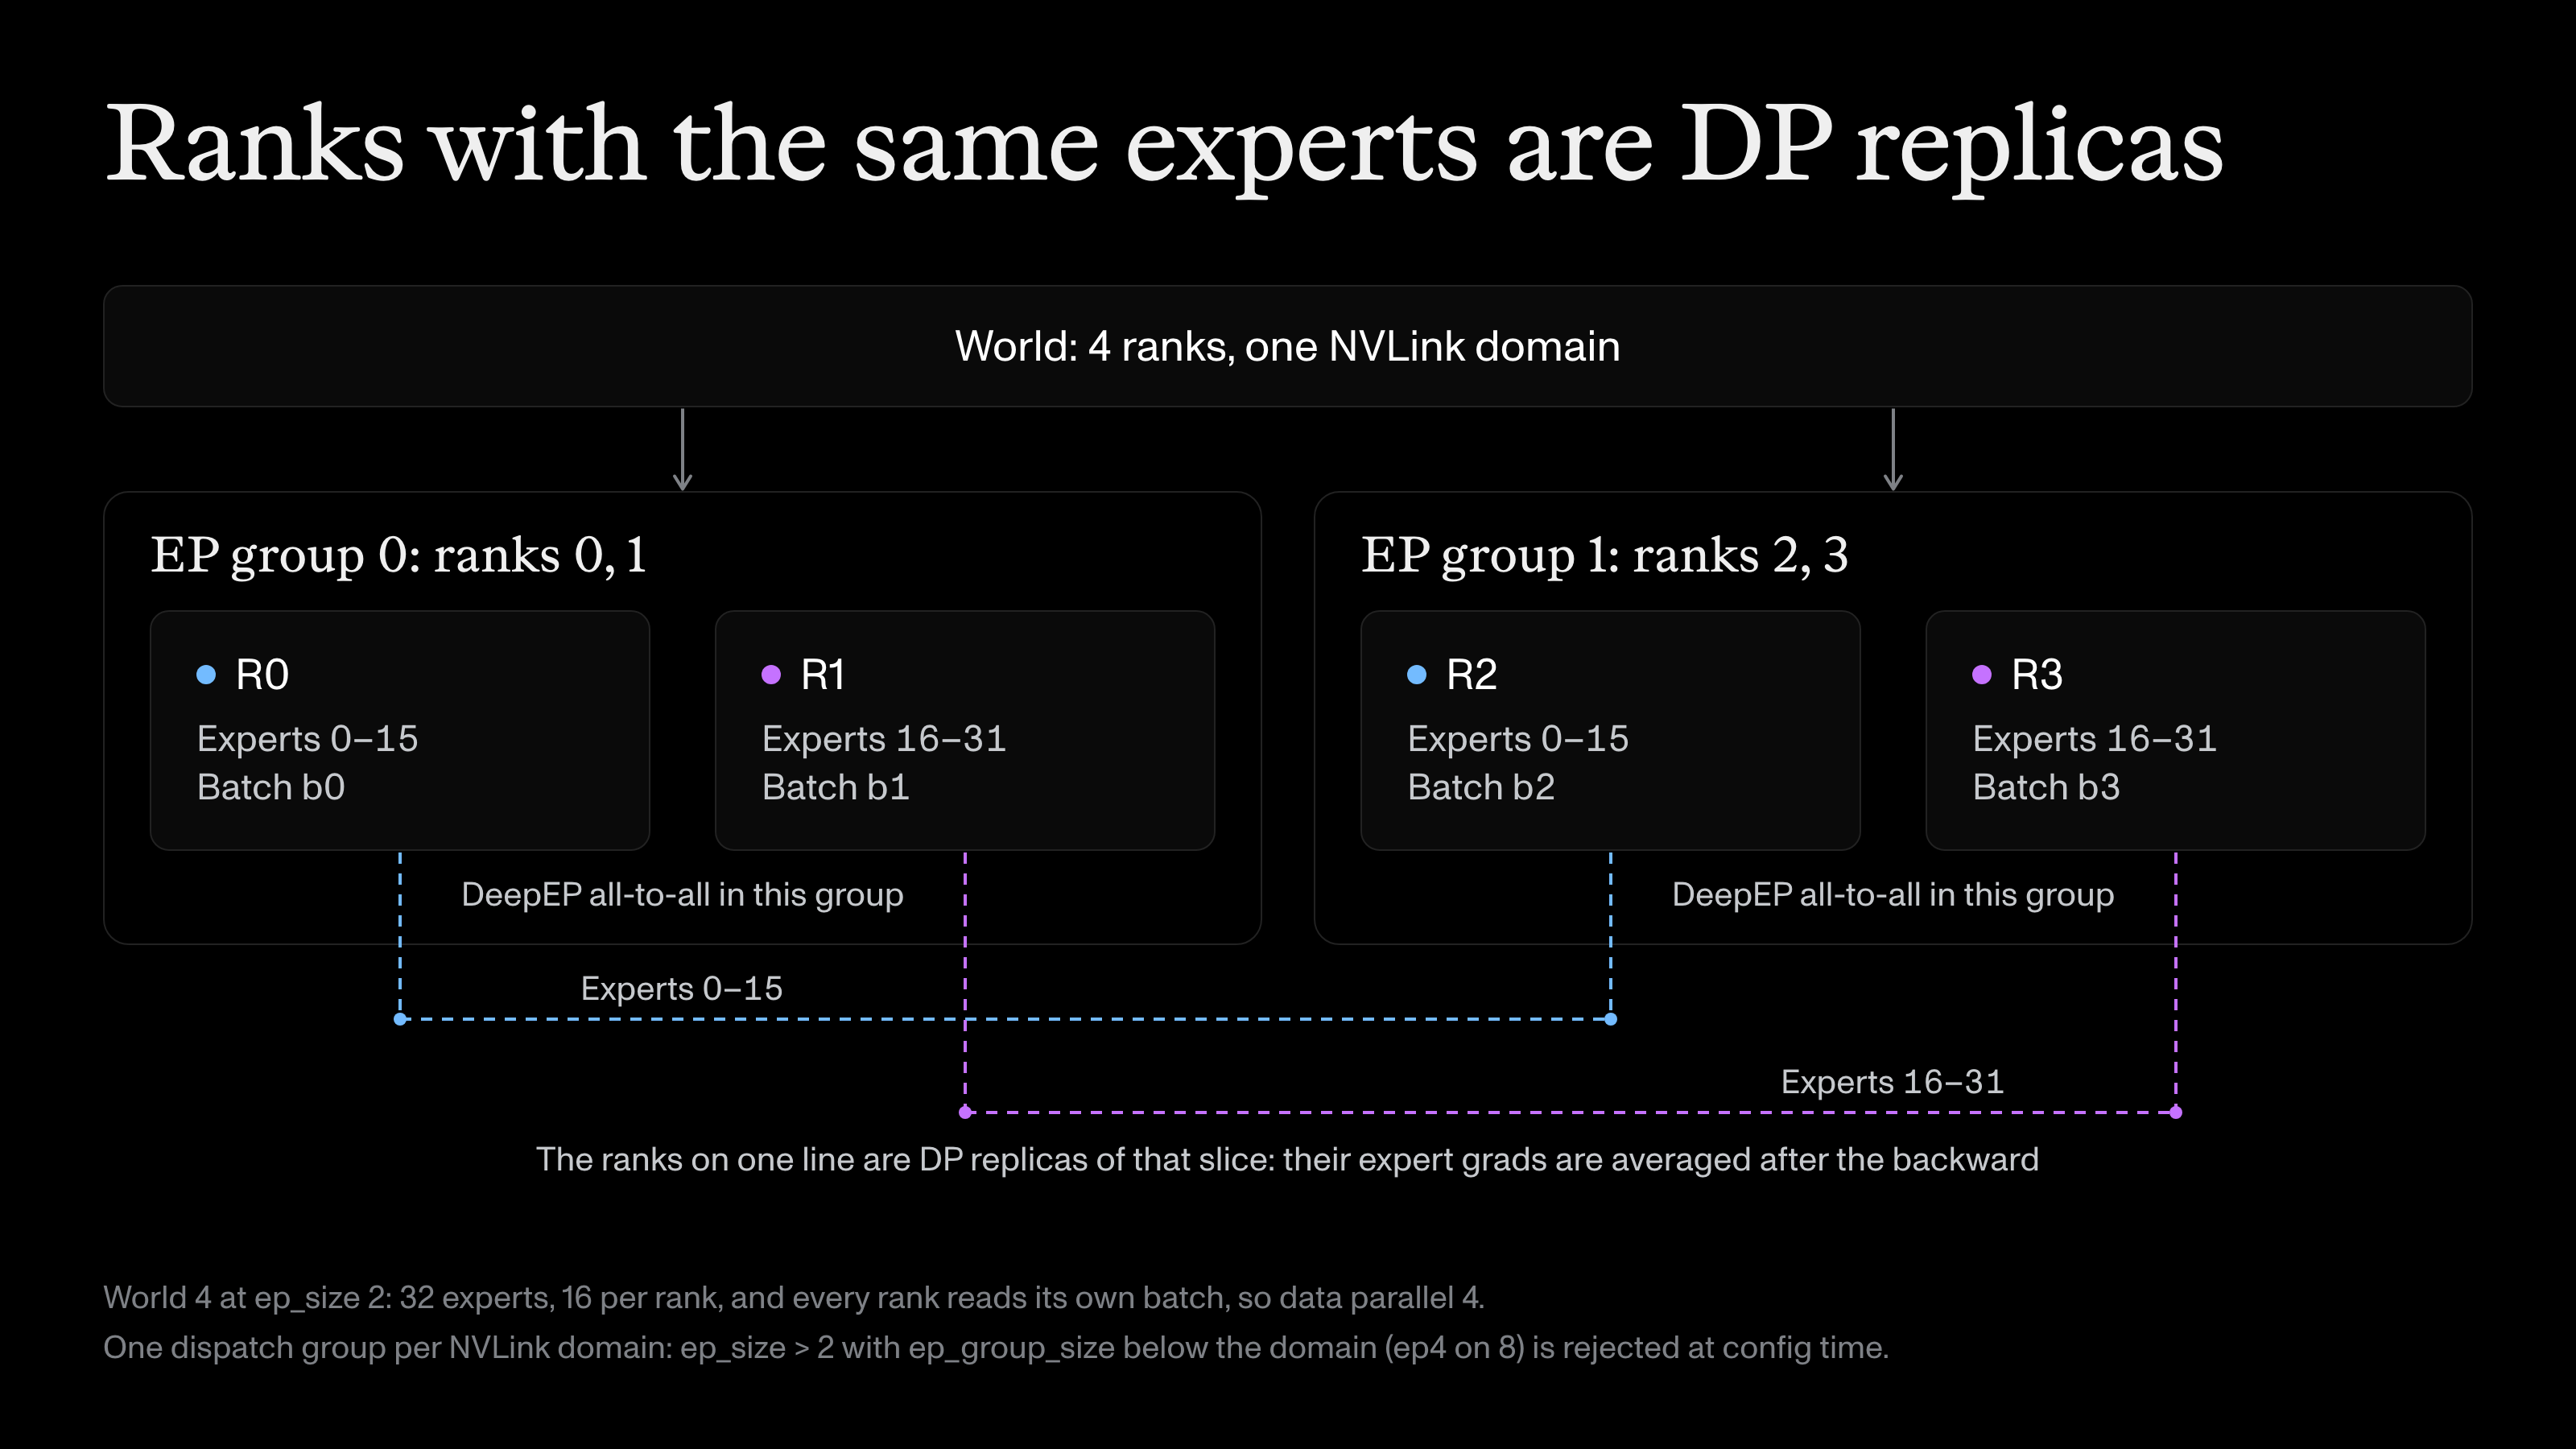 Ranks with the same experts are DP replicas
World: 4 ranks, one NVLink domain
EP group 0: ranks 0, 1
R0
Experts 0–15
Batch b0
R1
Experts 16–31
Batch b1
DeepEP all-to-all in this group
EP group 1: ranks 2, 3
R2
Experts 0–15
Batch b2
R3
Experts 16–31
Batch b3
DeepEP all-to-all in this group
Experts 0–15
Experts 16–31
The ranks on one line are DP replicas of that slice: their expert grads are averaged after the backward
World 4 at ep_size 2: 32 experts, 16 per rank, and every rank reads its own batch, so data parallel 4.
One dispatch group per NVLink domain: ep_size > 2 with ep_group_size below the domain (ep4 on 8) is rejected at config time.